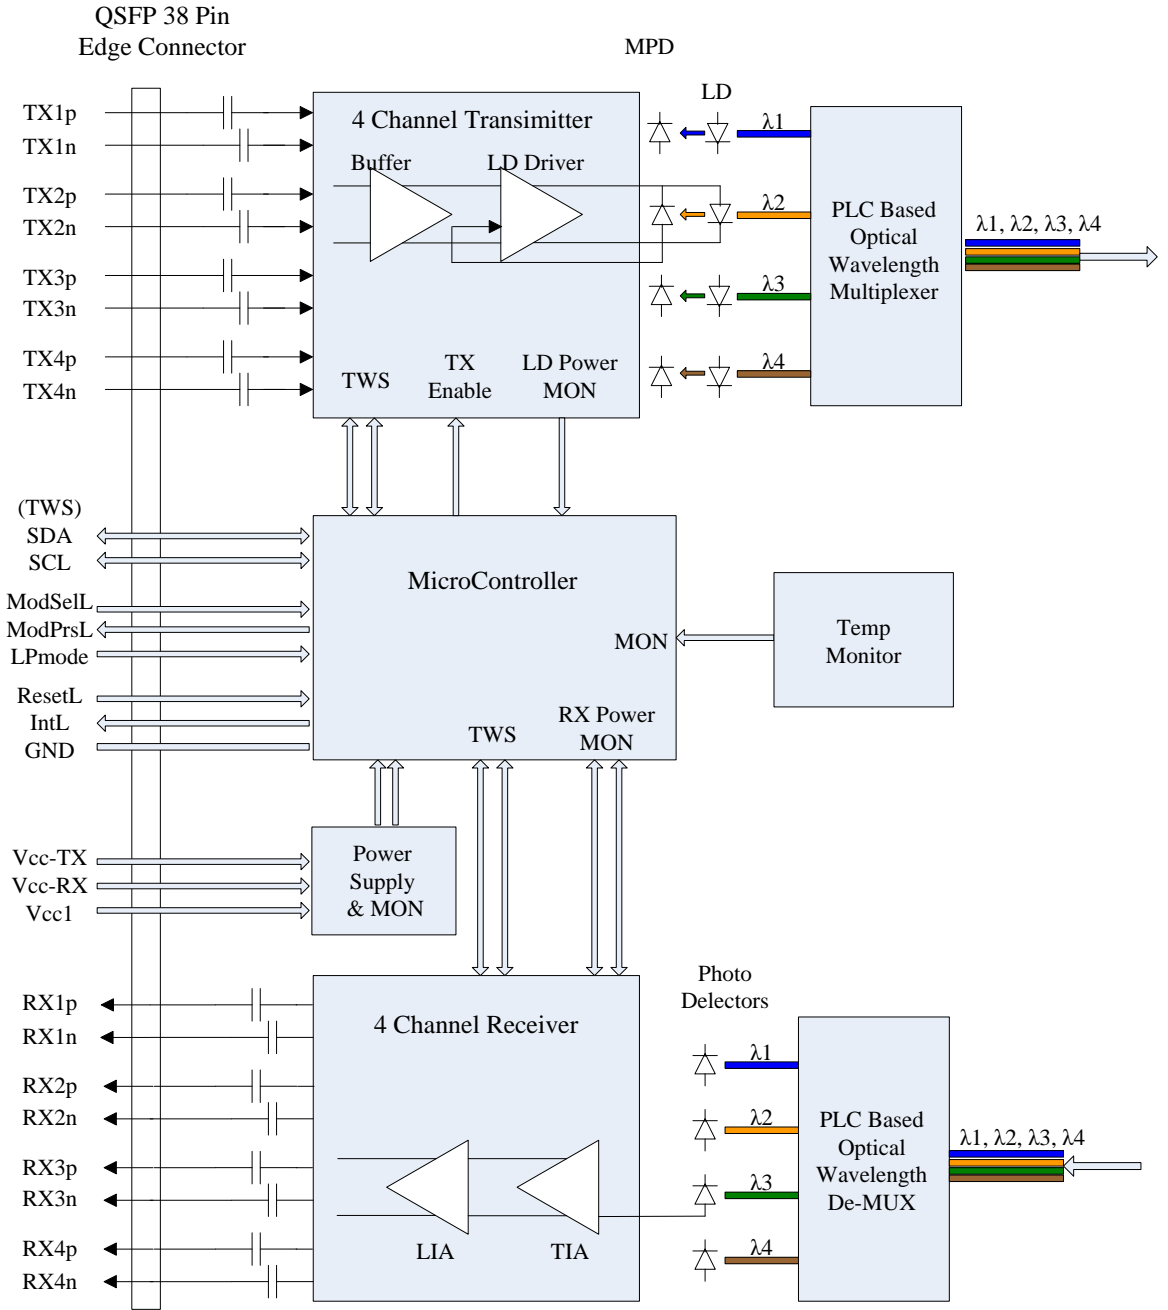 QSFP 38 Pin
Edge Connector
MPD
LD
TX1p
TX1n
TX2p
TX2n
TX3p
TX3n
TX4p
TX4n
4 Channel Transimitter
Buffer
LD Driver
TWS
TX
Enable
LD Power
MON
λ1
λ2
λ3
λ4
PLC Based
Optical
Wavelength
Multiplexer
λ1, λ2, λ3, λ4
(TWS)
SDA
SCL
ModSelL
ModPrsL
LPmode
ResetL
IntL
GND
MicroController
MON
TWS
RX Power
MON
Temp
Monitor
Vcc-TX
Vcc-RX
Vcc1
Power
Supply
& MON
RX1p
RX1n
RX2p
RX2n
RX3p
RX3n
RX4p
RX4n
4 Channel Receiver
LIA
TIA
Photo
Delectors
λ1
λ2
λ3
λ4
PLC Based
Optical
Wavelength
De-MUX
λ1, λ2, λ3, λ4